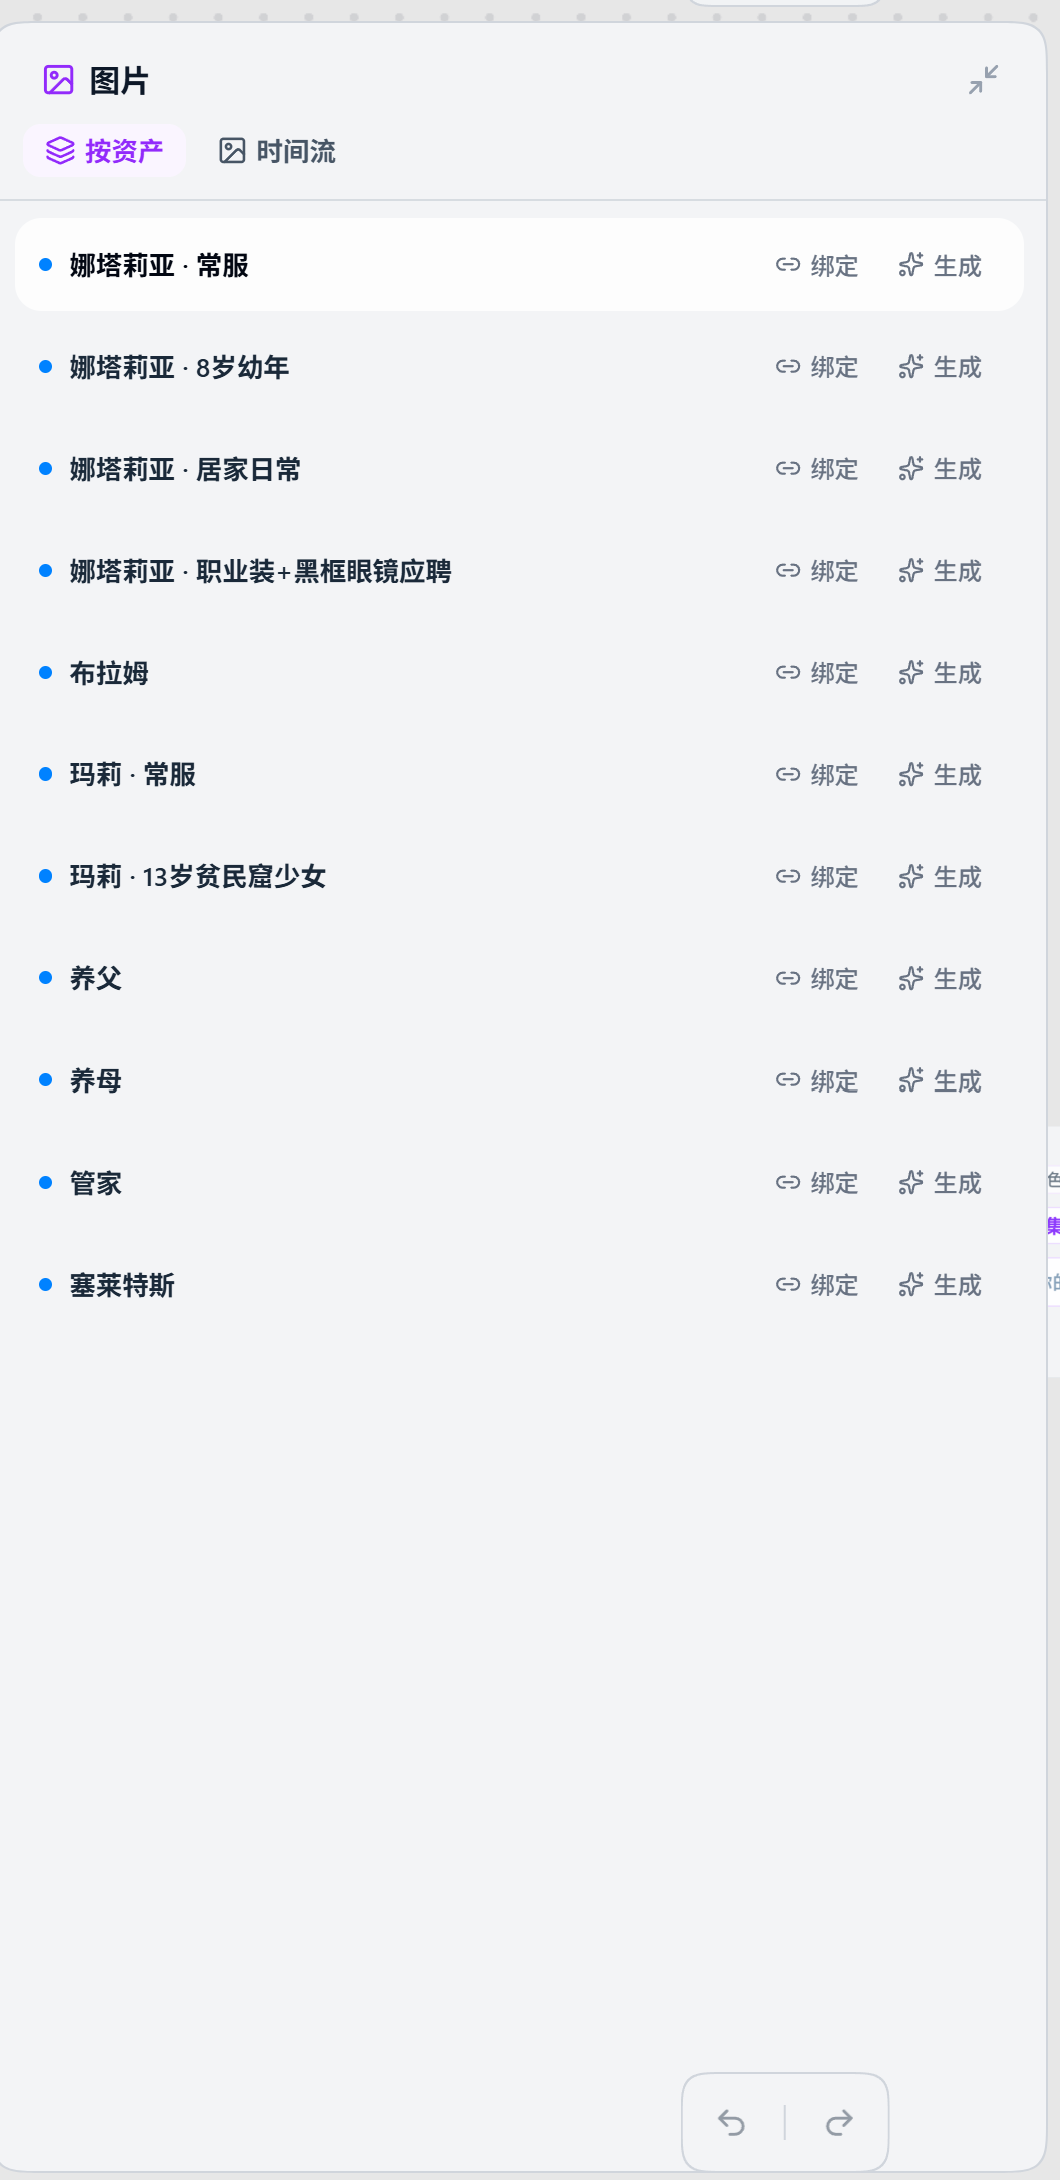 图片
按资产 时间流
娜塔莉亚 · 常服 绑定 生成
娜塔莉亚 · 8岁幼年 绑定 生成
娜塔莉亚 · 居家日常 绑定 生成
娜塔莉亚 · 职业装+黑框眼镜应聘 绑定 生成
布拉姆 绑定 生成
玛莉 · 常服 绑定 生成
玛莉 · 13岁贫民窟少女 绑定 生成
养父 绑定 生成
养母 绑定 生成
管家 绑定 生成
色
集
塞莱特斯 绑定 生成